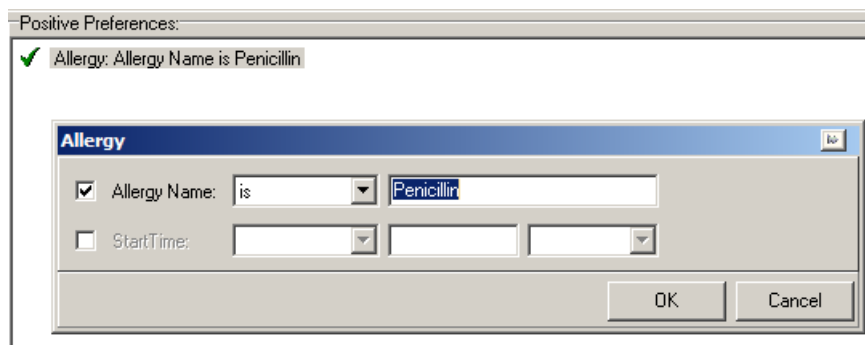 Positive Preferences:
Allergy: Allergy Name is Penicillin
Allergy
Allergy Name: is Penicillin
StartTime:
OK Cancel